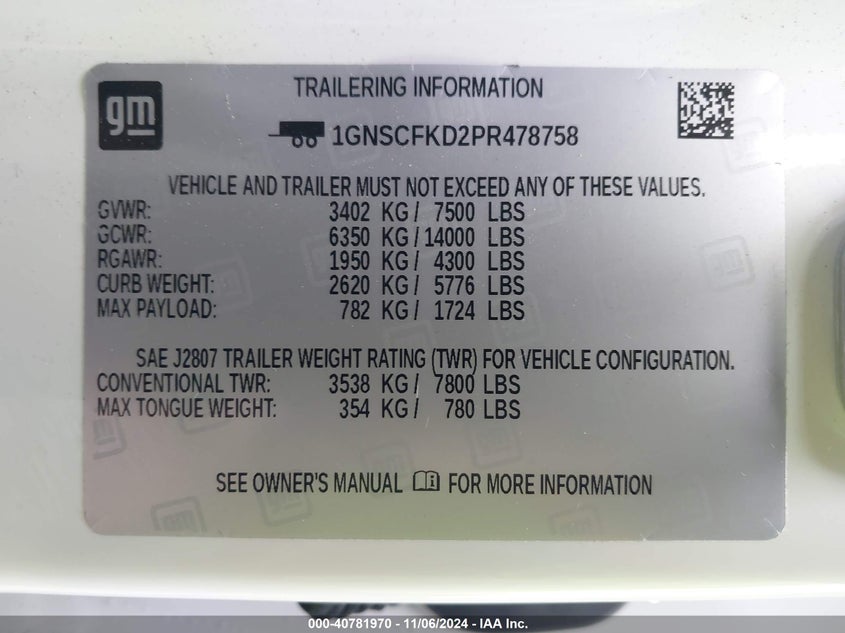 gm
TRAILERING INFORMATION
1GNSCFKD2PR478758
VEHICLE AND TRAILER MUST NOT EXCEED ANY OF THESE VALUES.
GVWR: 3402 KG / 7500 LBS
GCWR: 6350 KG / 14000 LBS
RGAWR: 1950 KG / 4300 LBS
CURB WEIGHT: 2620 KG / 5776 LBS
MAX PAYLOAD: 782 KG / 1724 LBS
SAE J2807 TRAILER WEIGHT RATING (TWR) FOR VEHICLE CONFIGURATION.
CONVENTIONAL TWR: 3538 KG / 7800 LBS
MAX TONGUE WEIGHT: 354 KG / 780 LBS
SEE OWNER'S MANUAL FOR MORE INFORMATION
000-40781970 - 11/06/2024 - IAA Inc.